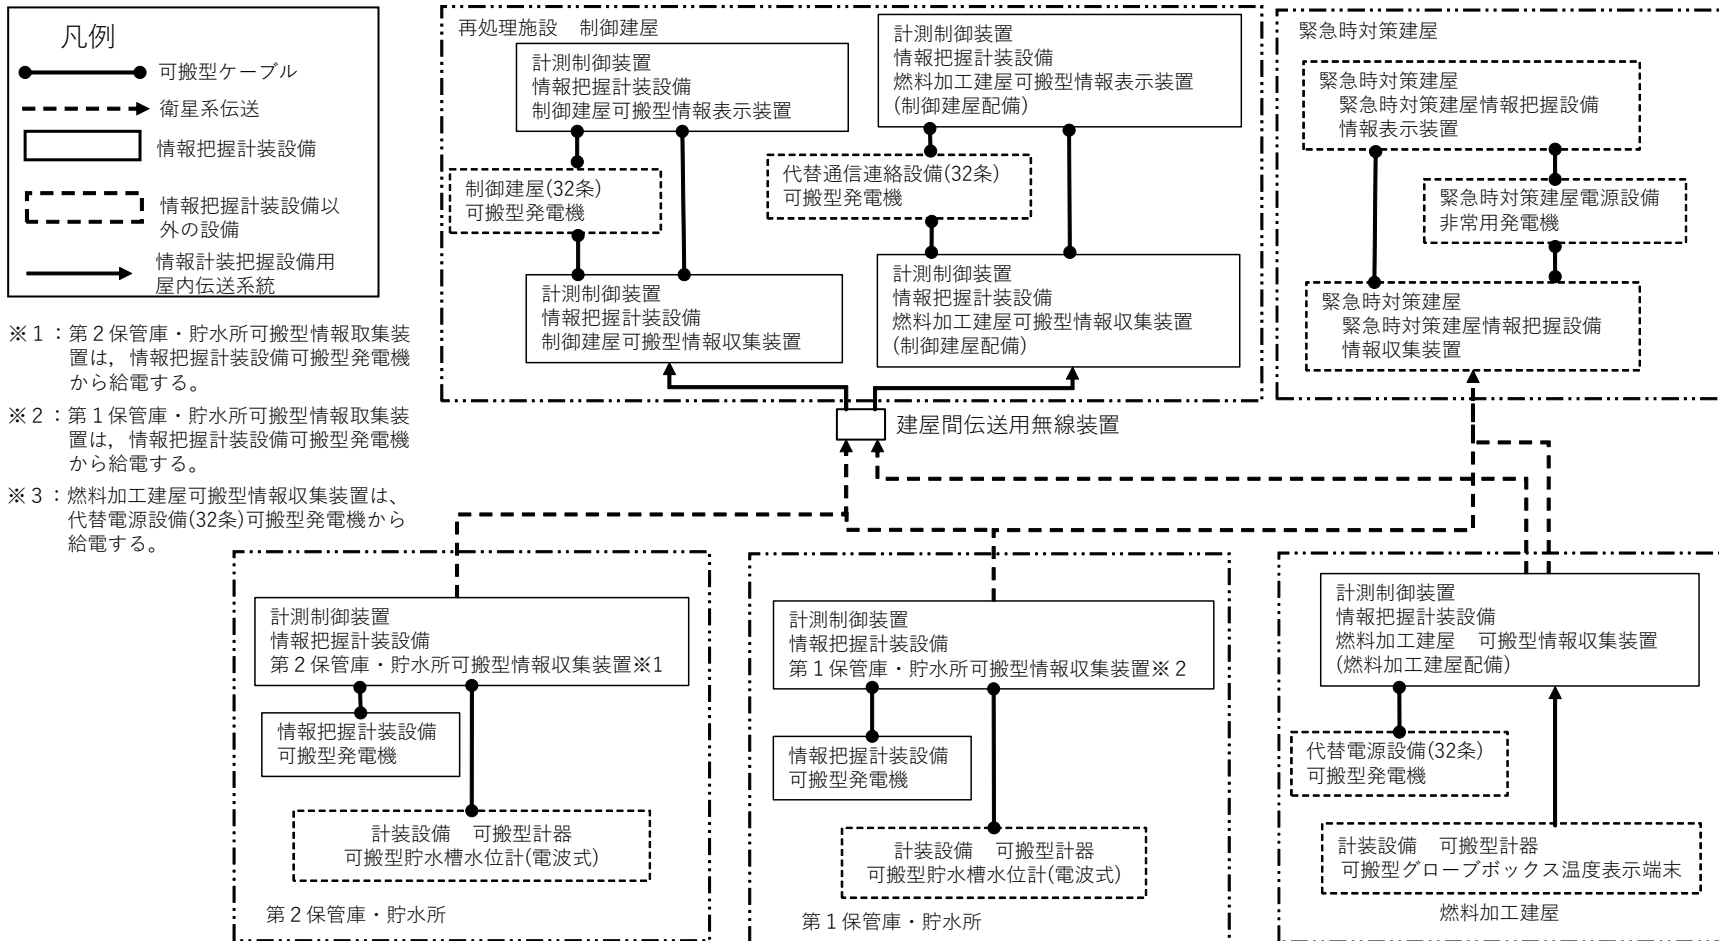 凡例
可搬型ケーブル
衛星系伝送
情報把握計装設備
情報把握計装設備以
外の設備
情報計装把握設備用
屋内伝送系統
※１：第２保管庫・貯水所可搬型情報取集装
置は，情報把握計装設備可搬型発電機
から給電する。
※２：第１保管庫・貯水所可搬型情報取集装
置は，情報把握計装設備可搬型発電機
から給電する。
※３：燃料加工建屋可搬型情報収集装置は、
代替電源設備(32条)可搬型発電機から
給電する。
再処理施設　制御建屋
計測制御装置
情報把握計装設備
制御建屋可搬型情報表示装置
計測制御装置
情報把握計装設備
燃料加工建屋可搬型情報表示装置
(制御建屋配備)
制御建屋(32条)
可搬型発電機
代替通信連絡設備(32条)
可搬型発電機
計測制御装置
情報把握計装設備
制御建屋可搬型情報収集装置
計測制御装置
情報把握計装設備
燃料加工建屋可搬型情報収集装置
(制御建屋配備)
建屋間伝送用無線装置
緊急時対策建屋
緊急時対策建屋
緊急時対策建屋情報把握設備
情報表示装置
緊急時対策建屋電源設備
非常用発電機
緊急時対策建屋
緊急時対策建屋情報把握設備
情報収集装置
計測制御装置
情報把握計装設備
第２保管庫・貯水所可搬型情報収集装置※1
情報把握計装設備
可搬型発電機
計装設備　可搬型計器
可搬型貯水槽水位計(電波式)
第２保管庫・貯水所
計測制御装置
情報把握計装設備
第１保管庫・貯水所可搬型情報収集装置※２
情報把握計装設備
可搬型発電機
計装設備　可搬型計器
可搬型貯水槽水位計(電波式)
第１保管庫・貯水所
計測制御装置
情報把握計装設備
燃料加工建屋　可搬型情報収集装置
(燃料加工建屋配備)
代替電源設備(32条)
可搬型発電機
計装設備　可搬型計器
可搬型グローブボックス温度表示端末
燃料加工建屋